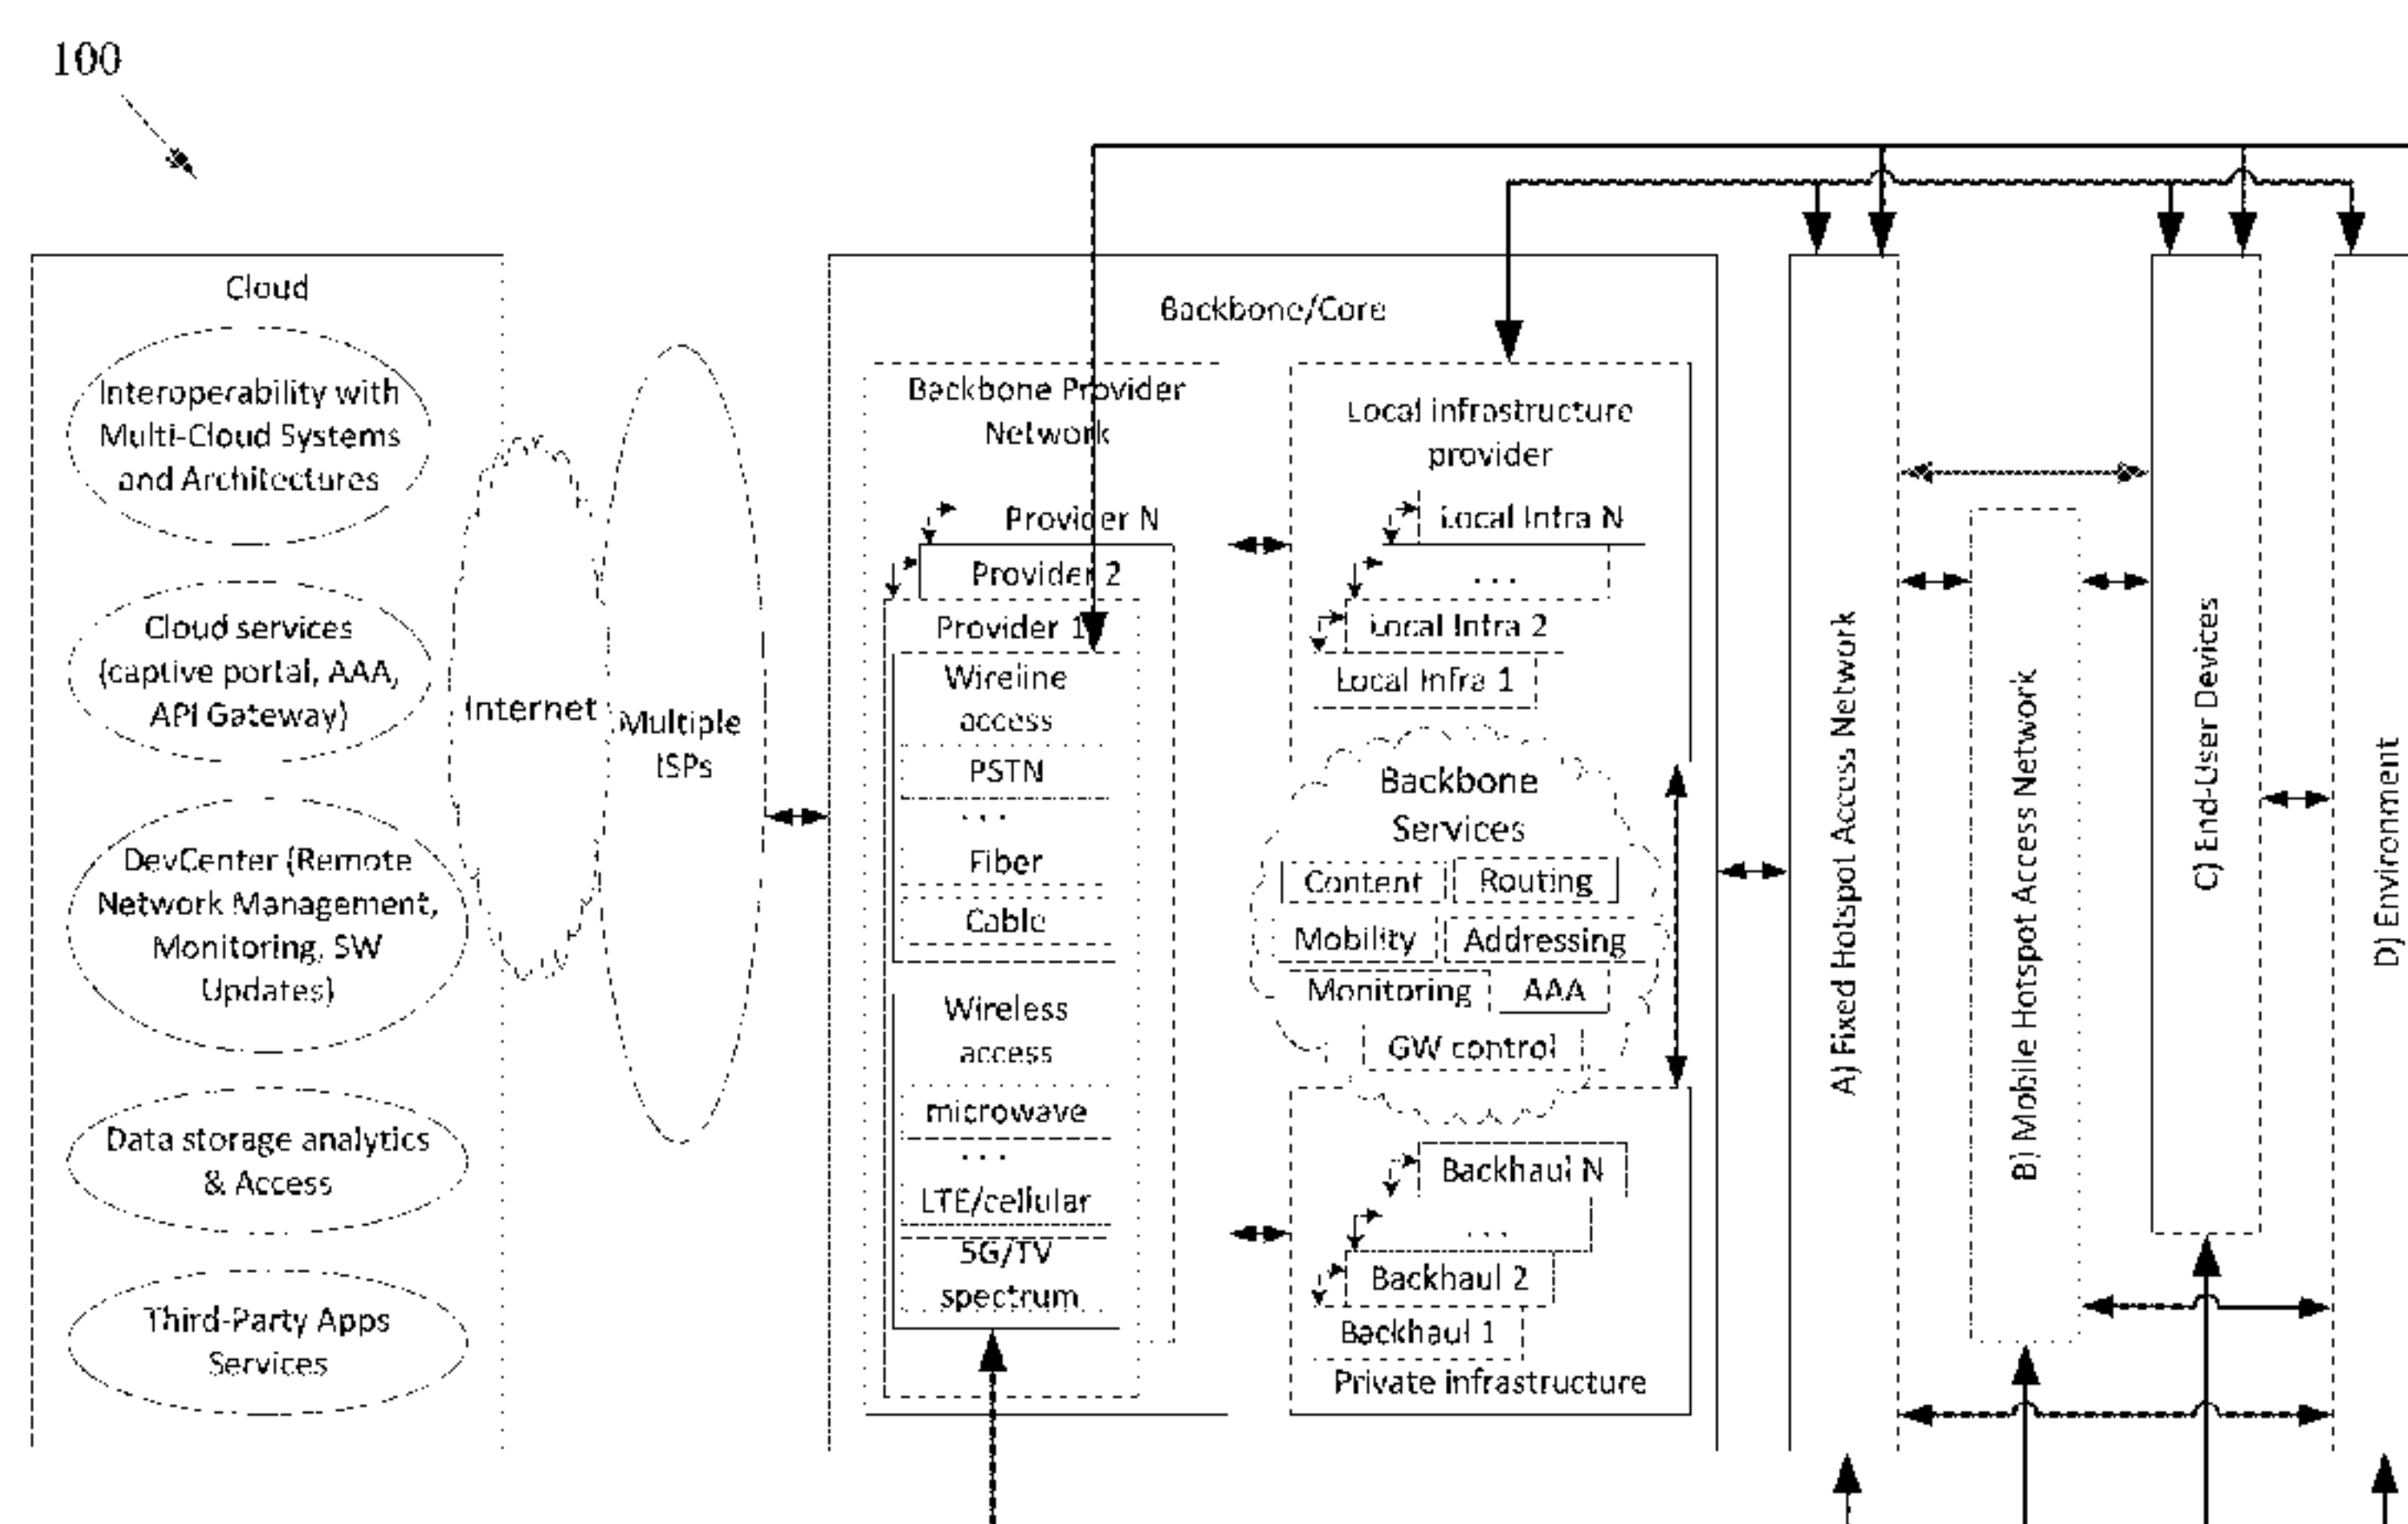 100
Cloud
Interoperability with
Multi-Cloud Systems
and Architectures
Cloud services
(captive portal, AAA,
API Gateway)
DevCenter (Remote
Network Management,
Monitoring, SW
Updates)
Data storage analytics
& Access
Third-Party Apps
Services
Internet
Multiple
ISPs
Backbone/Core
Backbone Provider
Network
Provider N
Provider 2
Provider 1
Wireline
access
PSTN
...
Fiber
Cable
Wireless
access
microwave
...
LTE/cellular
5G/TV
spectrum
Local infrastructure
provider
Local Infra N
...
Local Infra 2
Local Infra 1
Backbone
Services
Content Routing
Mobility Addressing
Monitoring AAA
GW control
Backhaul N
...
Backhaul 2
Backhaul 1
Private infrastructure
A) Fixed Hotspot Access Network
B) Mobile Hotspot Access Network
C) End-User Devices
D) Environment